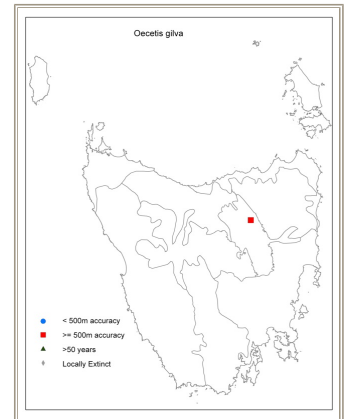 Oecetis gilva
< 500m accuracy
>= 500m accuracy
>50 years
Locally Extinct